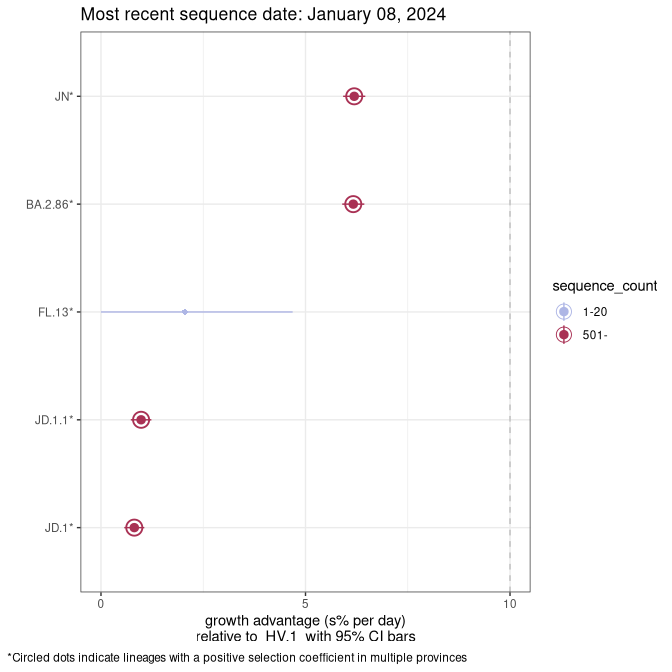 Most recent sequence date: January 08, 2024
JN*
BA.2.86*
FL.13*
JD.1.1*
JD.1*
sequence_count
1-20
501-
0
5
10
growth advantage (s% per day)
relative to HV.1 with 95% CI bars
*Circled dots indicate lineages with a positive selection coefficient in multiple provinces